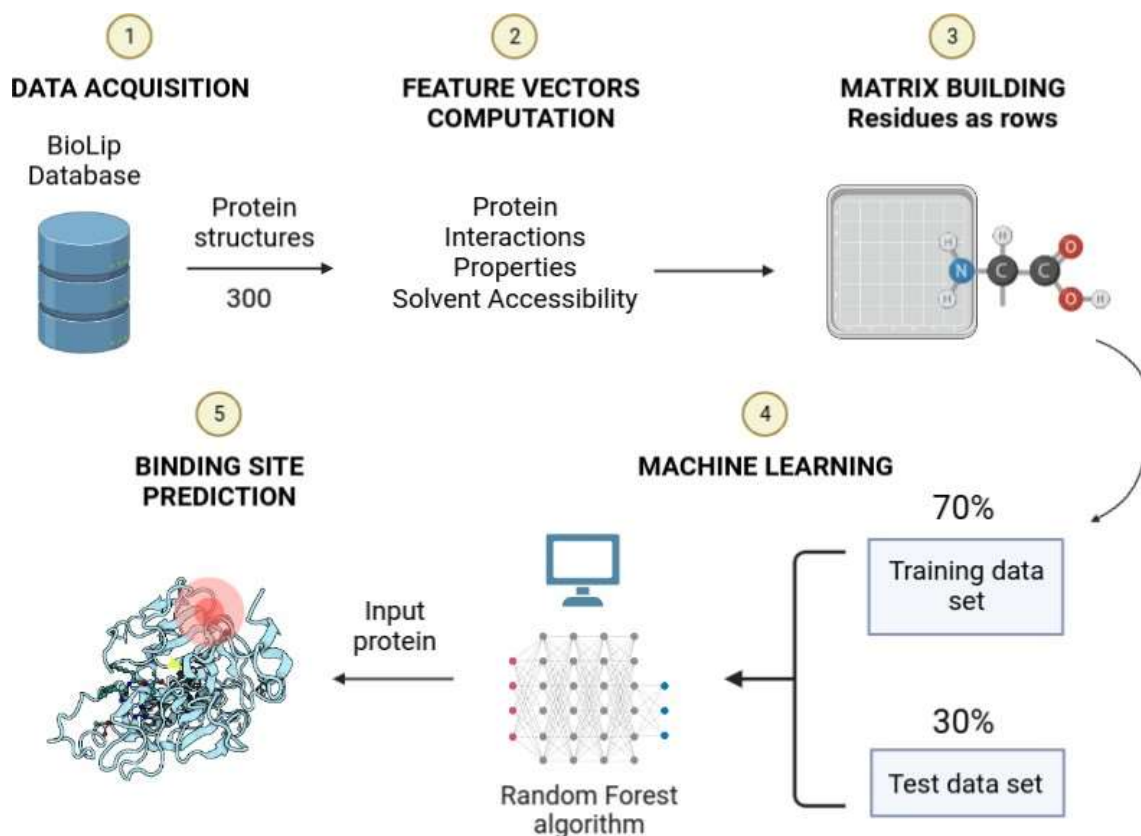 1
DATA ACQUISITION
BioLip
Database
Protein
structures
300
2
FEATURE VECTORS
COMPUTATION
Protein
Interactions
Properties
Solvent Accessibility
3
MATRIX BUILDING
Residues as rows
H
H
N
H
C
C
O
O
H
4
MACHINE LEARNING
70%
Training data
set
30%
Test data set
Random Forest
algorithm
Input
protein
5
BINDING SITE
PREDICTION